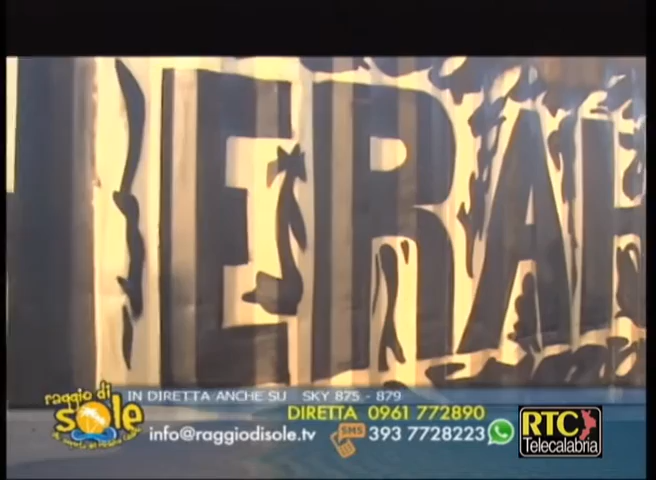 ERA
raggio di
sole
IN DIRETTA ANCHE SU SKY 875 - 879
DIRETTA 0961 772890
info@raggiodisole.tv
SMS
393 7728223
RTC
Telecalabria